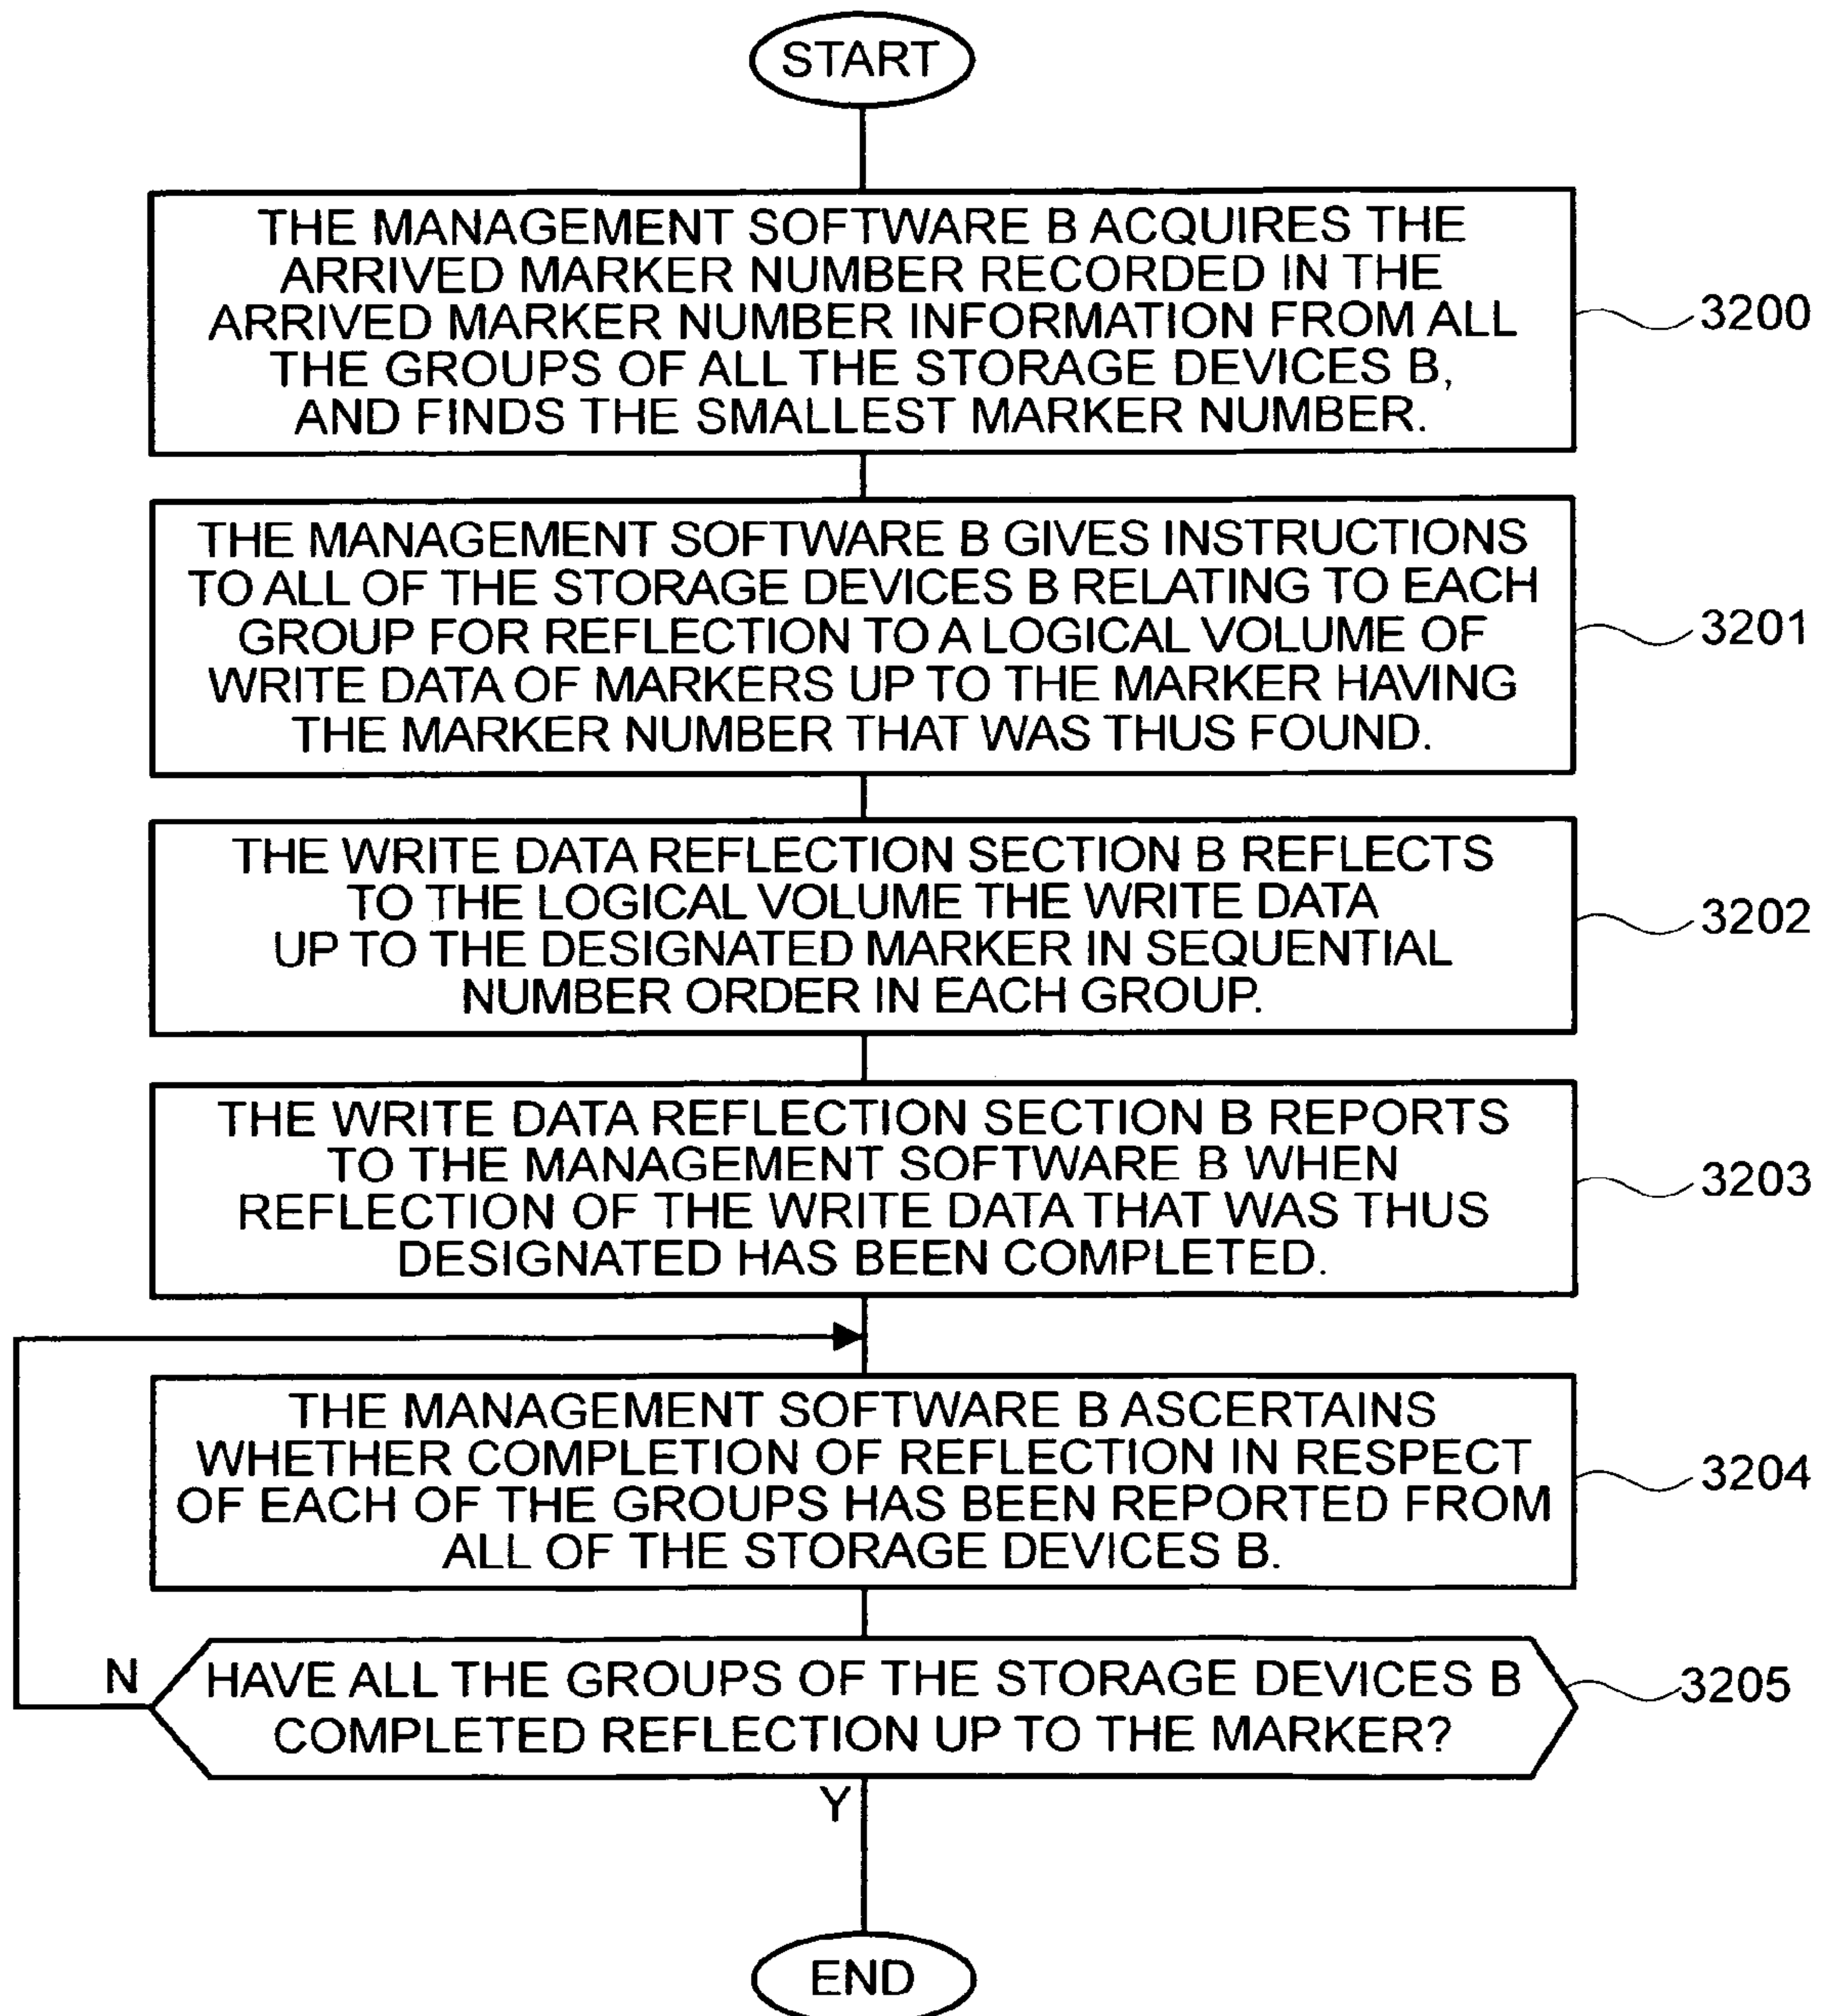 START
THE MANAGEMENT SOFTWARE B ACQUIRES THE
ARRIVED MARKER NUMBER RECORDED IN THE
ARRIVED MARKER NUMBER INFORMATION FROM ALL
THE GROUPS OF ALL THE STORAGE DEVICES B,
AND FINDS THE SMALLEST MARKER NUMBER.
3200
THE MANAGEMENT SOFTWARE B GIVES INSTRUCTIONS
TO ALL OF THE STORAGE DEVICES B RELATING TO EACH
GROUP FOR REFLECTION TO A LOGICAL VOLUME OF
WRITE DATA OF MARKERS UP TO THE MARKER HAVING
THE MARKER NUMBER THAT WAS THUS FOUND.
3201
THE WRITE DATA REFLECTION SECTION B REFLECTS
TO THE LOGICAL VOLUME THE WRITE DATA
UP TO THE DESIGNATED MARKER IN SEQUENTIAL
NUMBER ORDER IN EACH GROUP.
3202
THE WRITE DATA REFLECTION SECTION B REPORTS
TO THE MANAGEMENT SOFTWARE B WHEN
REFLECTION OF THE WRITE DATA THAT WAS THUS
DESIGNATED HAS BEEN COMPLETED.
3203
THE MANAGEMENT SOFTWARE B ASCERTAINS
WHETHER COMPLETION OF REFLECTION IN RESPECT
OF EACH OF THE GROUPS HAS BEEN REPORTED FROM
ALL OF THE STORAGE DEVICES B.
3204
N
HAVE ALL THE GROUPS OF THE STORAGE DEVICES B
COMPLETED REFLECTION UP TO THE MARKER?
3205
Y
END